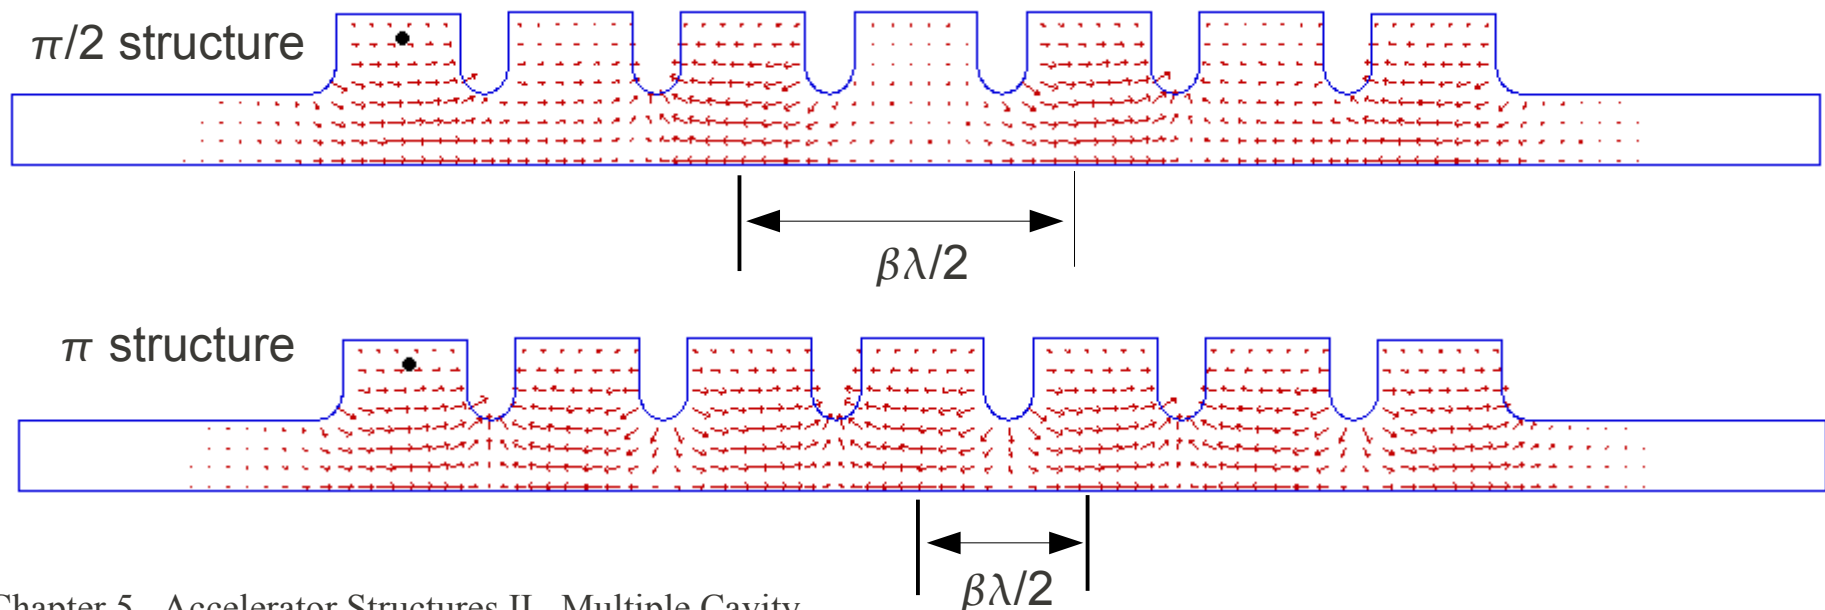 π/2 structure
βλ/2
π structure
βλ/2
Chapter 5 Accelerator Structures II Multiple Cavity